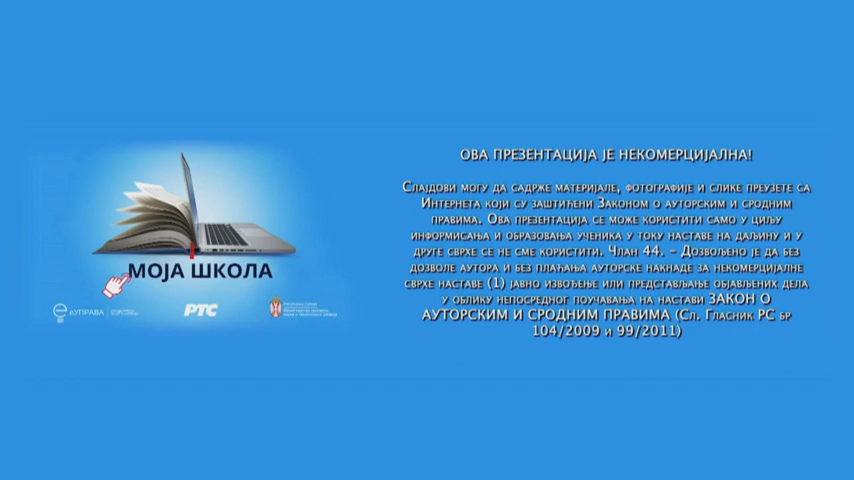 ОВА ПРЕЗЕНТАЦИЈА ЈЕ НЕКОМЕРЦИЈАЛНА!
Слајдови могу да садрже материјале, фотографије и слике преузете са
Интернета који су заштићени Законом о ауторским и сродним
правима. Ова презентација се може користити само у циљу
информисања и образовања ученика у току наставе на даљину и у
друге сврхе се не сме користити. Члан 44. – Дозвољено је да без
дозволе аутора и без плаћања ауторске накнаде за некомерцијалне
сврхе наставе (1) јавно извођење или представљање објављених дела
у облику непосредног поучавања на настави ЗАКОН О
АУТОРСКИМ И СРОДНИМ ПРАВИМА (Сл. Гласник РС бр
104/2009 и 99/2011)
МОЈА ШКОЛА
еУПРАВА
РТС
Република Србија